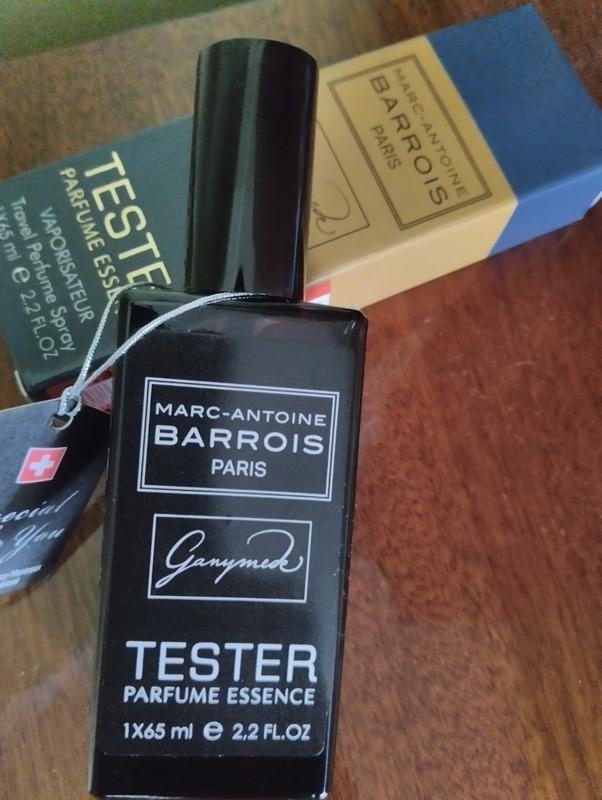 MARC-ANTOINE
BARROIS
PARIS
TESTER
PARFUME ESSE
VAPORISATEUR
Travel Perfume Spray
1X65 ml e 2.2 FL.OZ
MARC-ANTOINE
BARROIS
PARIS
Ganymede
TESTER
PARFUME ESSENCE
1X65 ml e 2.2 FL.OZ
You